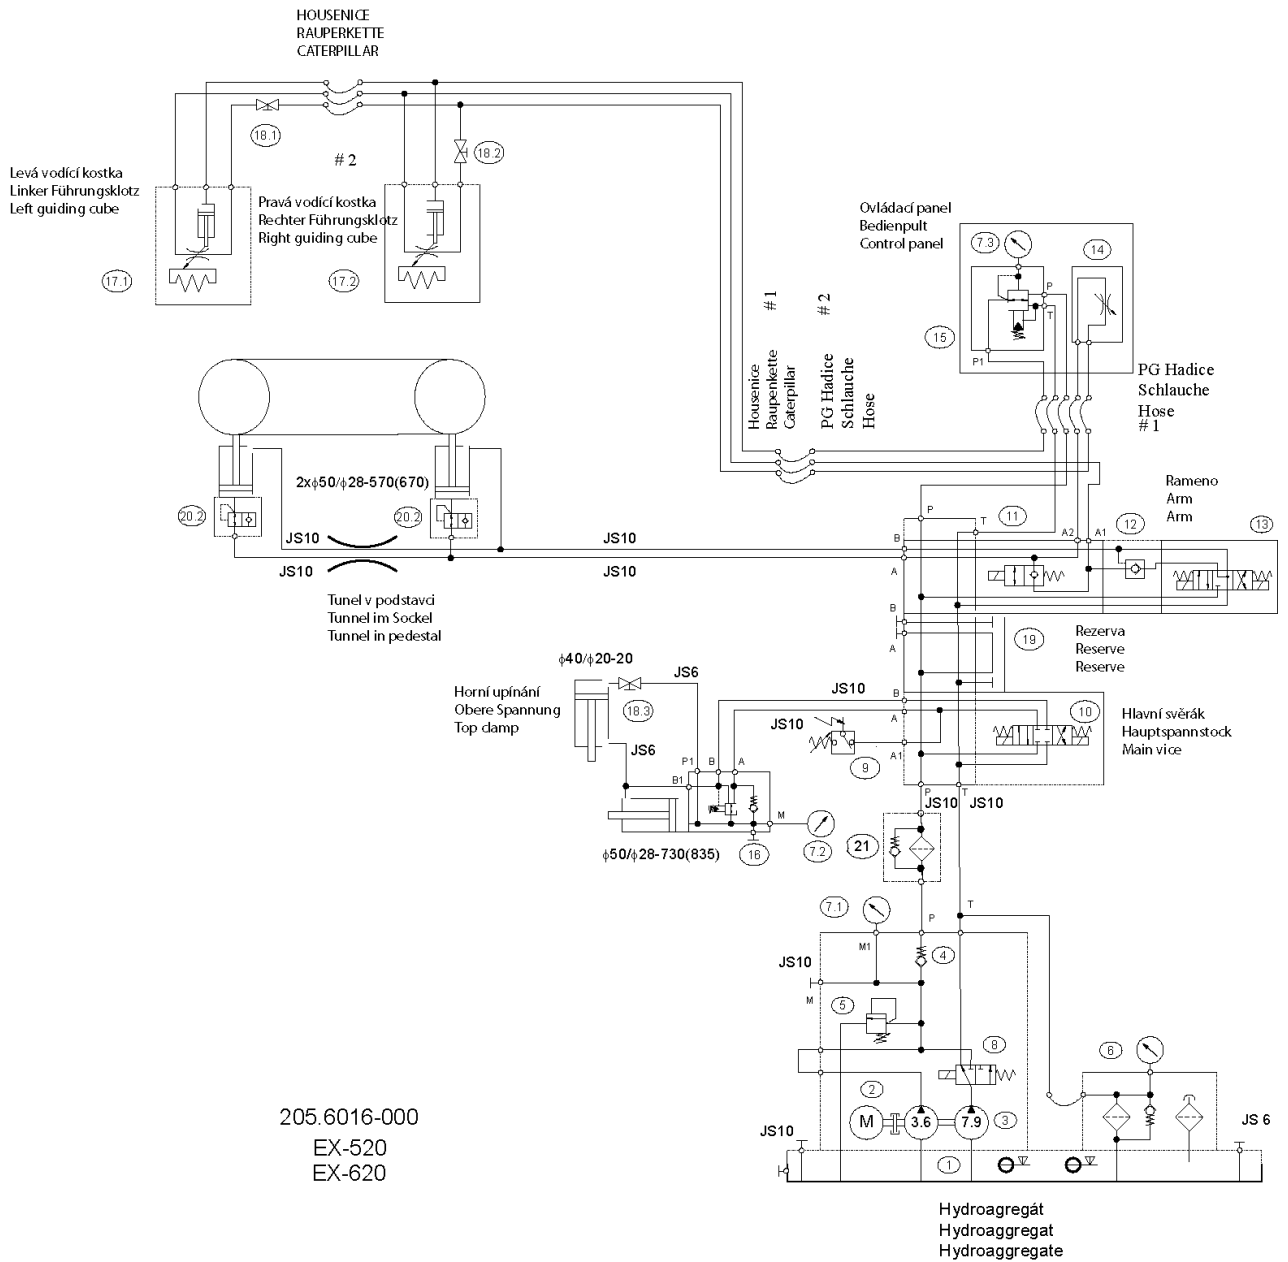 HOUSENICE
RAUPERKETTE
CATERPILLAR
18.1
# 2
18.2
Levá vodící kostka
Linker Führungsklotz
Left guiding cube
Pravá vodící kostka
Rechter Führungsklotz
Right guiding cube
17.1
17.2
Ovládací panel
Bedienpult
Control panel
7.3
14
P
T
15
P1
# 1
# 2
Housenice
Raupenkette
Caterpillar
PG Hadice
Schlauche
Hose
PG Hadice
Schlauche
Hose
# 1
2xϕ50/ϕ28-570(670)
20.2
20.2
JS10
JS10
JS10
JS10
Tunel v podstavci
Tunnel im Sockel
Tunnel in pedestal
Rameno
Arm
Arm
P
T
11
A2
A1
12
13
B
A
B
A
19
Rezerva
Reserve
Reserve
ϕ40/ϕ20-20
JS6
Horní upínání
Obere Spannung
Top clamp
18.3
JS6
JS10
JS10
B
A
A1
9
10
Hlavní svěrák
Hauptspannstock
Main vice
P1
B
A
B1
M
16
7.2
ϕ50/ϕ28-730(835)
P
T
JS10
JS10
21
7.1
P
T
M1
4
JS10
M
5
8
6
2
M
3.6
7.9
3
JS10
JS 6
1
205.6016-000
EX-520
EX-620
Hydroagregát
Hydroaggregat
Hydroaggregate